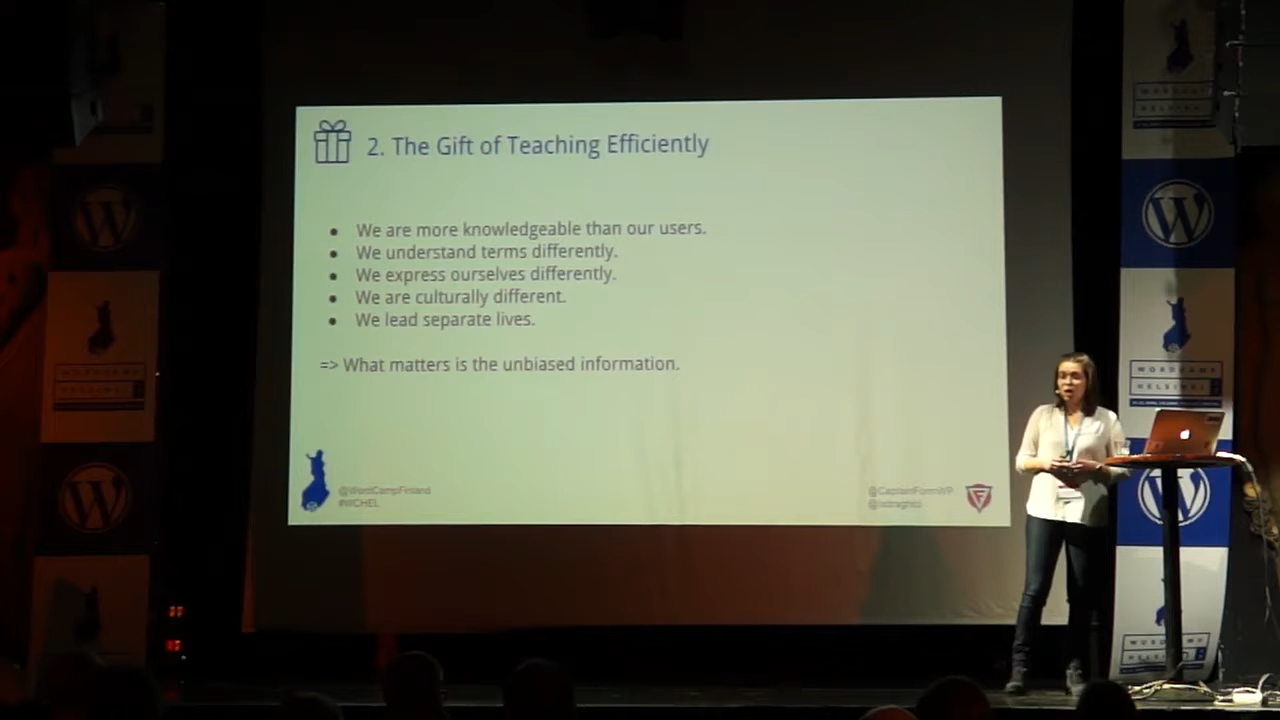 2. The Gift of Teaching Efficiently
● We are more knowledgeable than our users.
● We understand terms differently.
● We express ourselves differently.
● We are culturally different.
● We lead separate lives.
=> What matters is the unbiased information.
@WordCampFinland
#WCHEL
@CaptainFormWP
WORDCAMP
HELSINKI